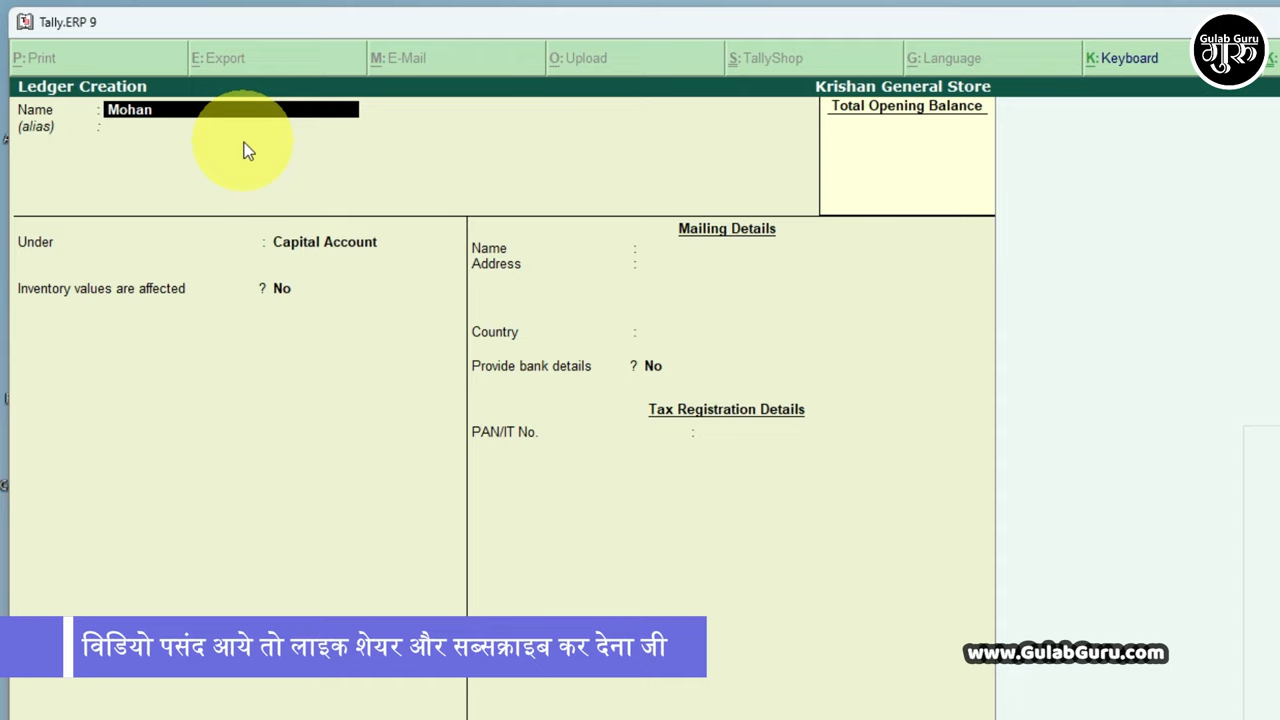 Tally.ERP 9
Gulab Guru
गुरू
P: Print E: Export M: E-Mail O: Upload S: TallyShop G: Language K: Keyboard K:
Ledger Creation Krishan General Store
Name : Mohan
(alias) :
Total Opening Balance
Under : Capital Account
Inventory values are affected ? No
Mailing Details
Name :
Address :
Country :
Provide bank details ? No
Tax Registration Details
PAN/IT No. :
विडियो पसंद आये तो लाइक शेयर और सब्सक्राइब कर देना जी
www.GulabGuru.com